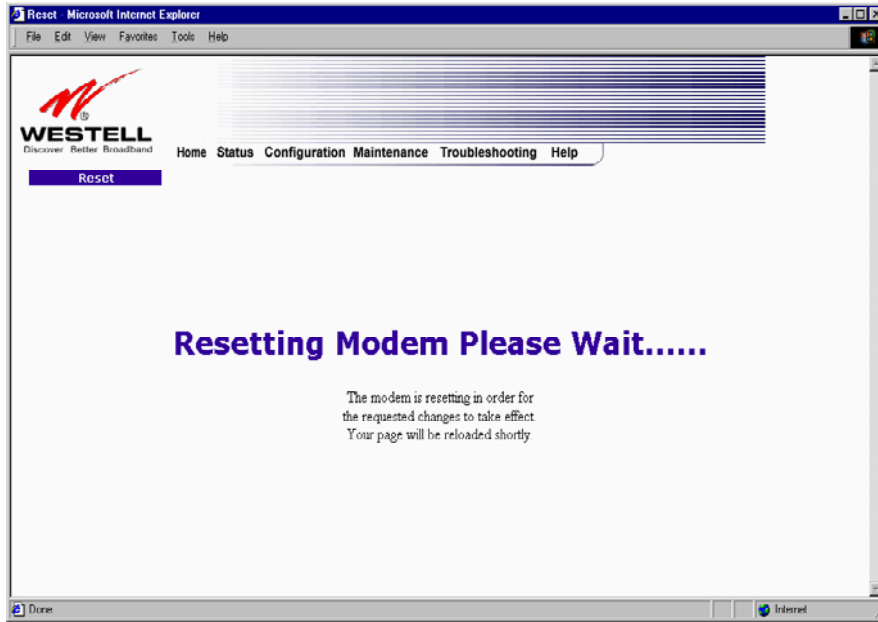 Reset - Microsoft Internet Explorer
File Edit View Favorites Tools Help
®
WESTELL
Discover Better Broadband
Home Status Configuration Maintenance Troubleshooting Help
Reset
Resetting Modem Please Wait......
The modem is resetting in order for
the requested changes to take effect.
Your page will be reloaded shortly.
Done
Internet